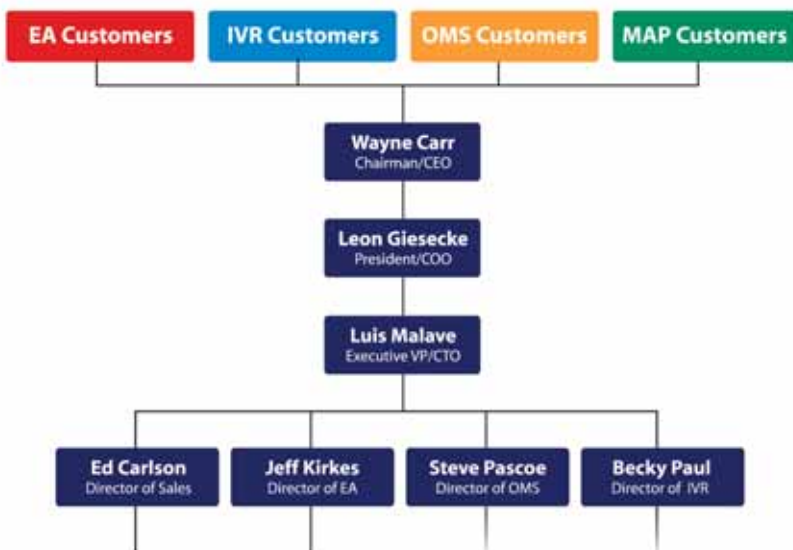 EA Customers
IVR Customers
OMS Customers
MAP Customers
Wayne Carr
Chairman/CEO
Leon Giesecke
President/COO
Luis Malave
Executive VP/CTO
Ed Carlson
Director of Sales
Jeff Kirkes
Director of EA
Steve Pascoe
Director of OMS
Becky Paul
Director of IVR